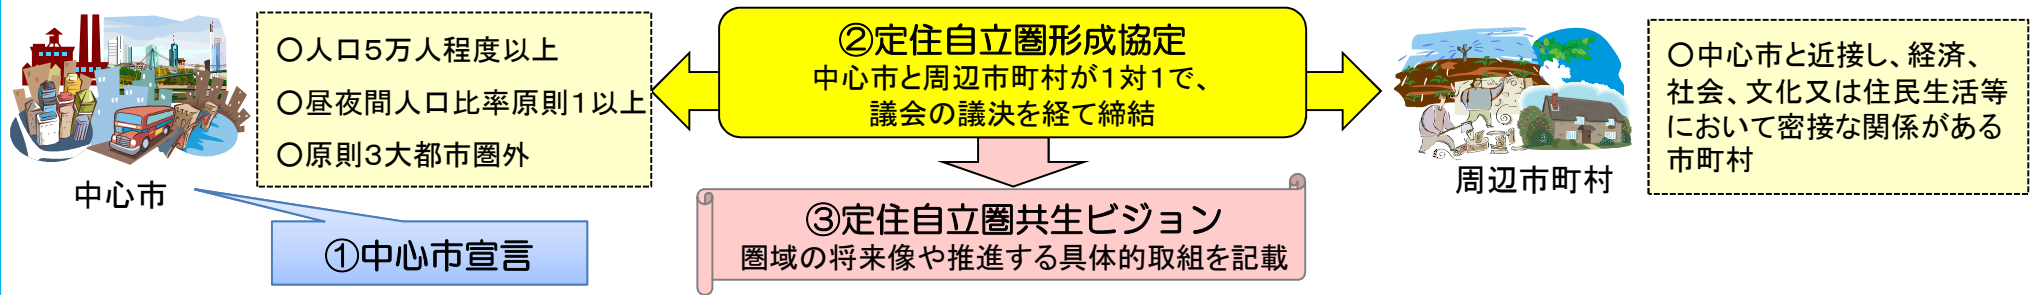 ○人口5万人程度以上
○昼夜間人口比率原則1以上
○原則3大都市圏外
中心市
①中心市宣言
②定住自立圏形成協定
中心市と周辺市町村が1対1で、
議会の議決を経て締結
③定住自立圏共生ビジョン
圏域の将来像や推進する具体的取組を記載
周辺市町村
○中心市と近接し、経済、
社会、文化又は住民生活等
において密接な関係がある
市町村